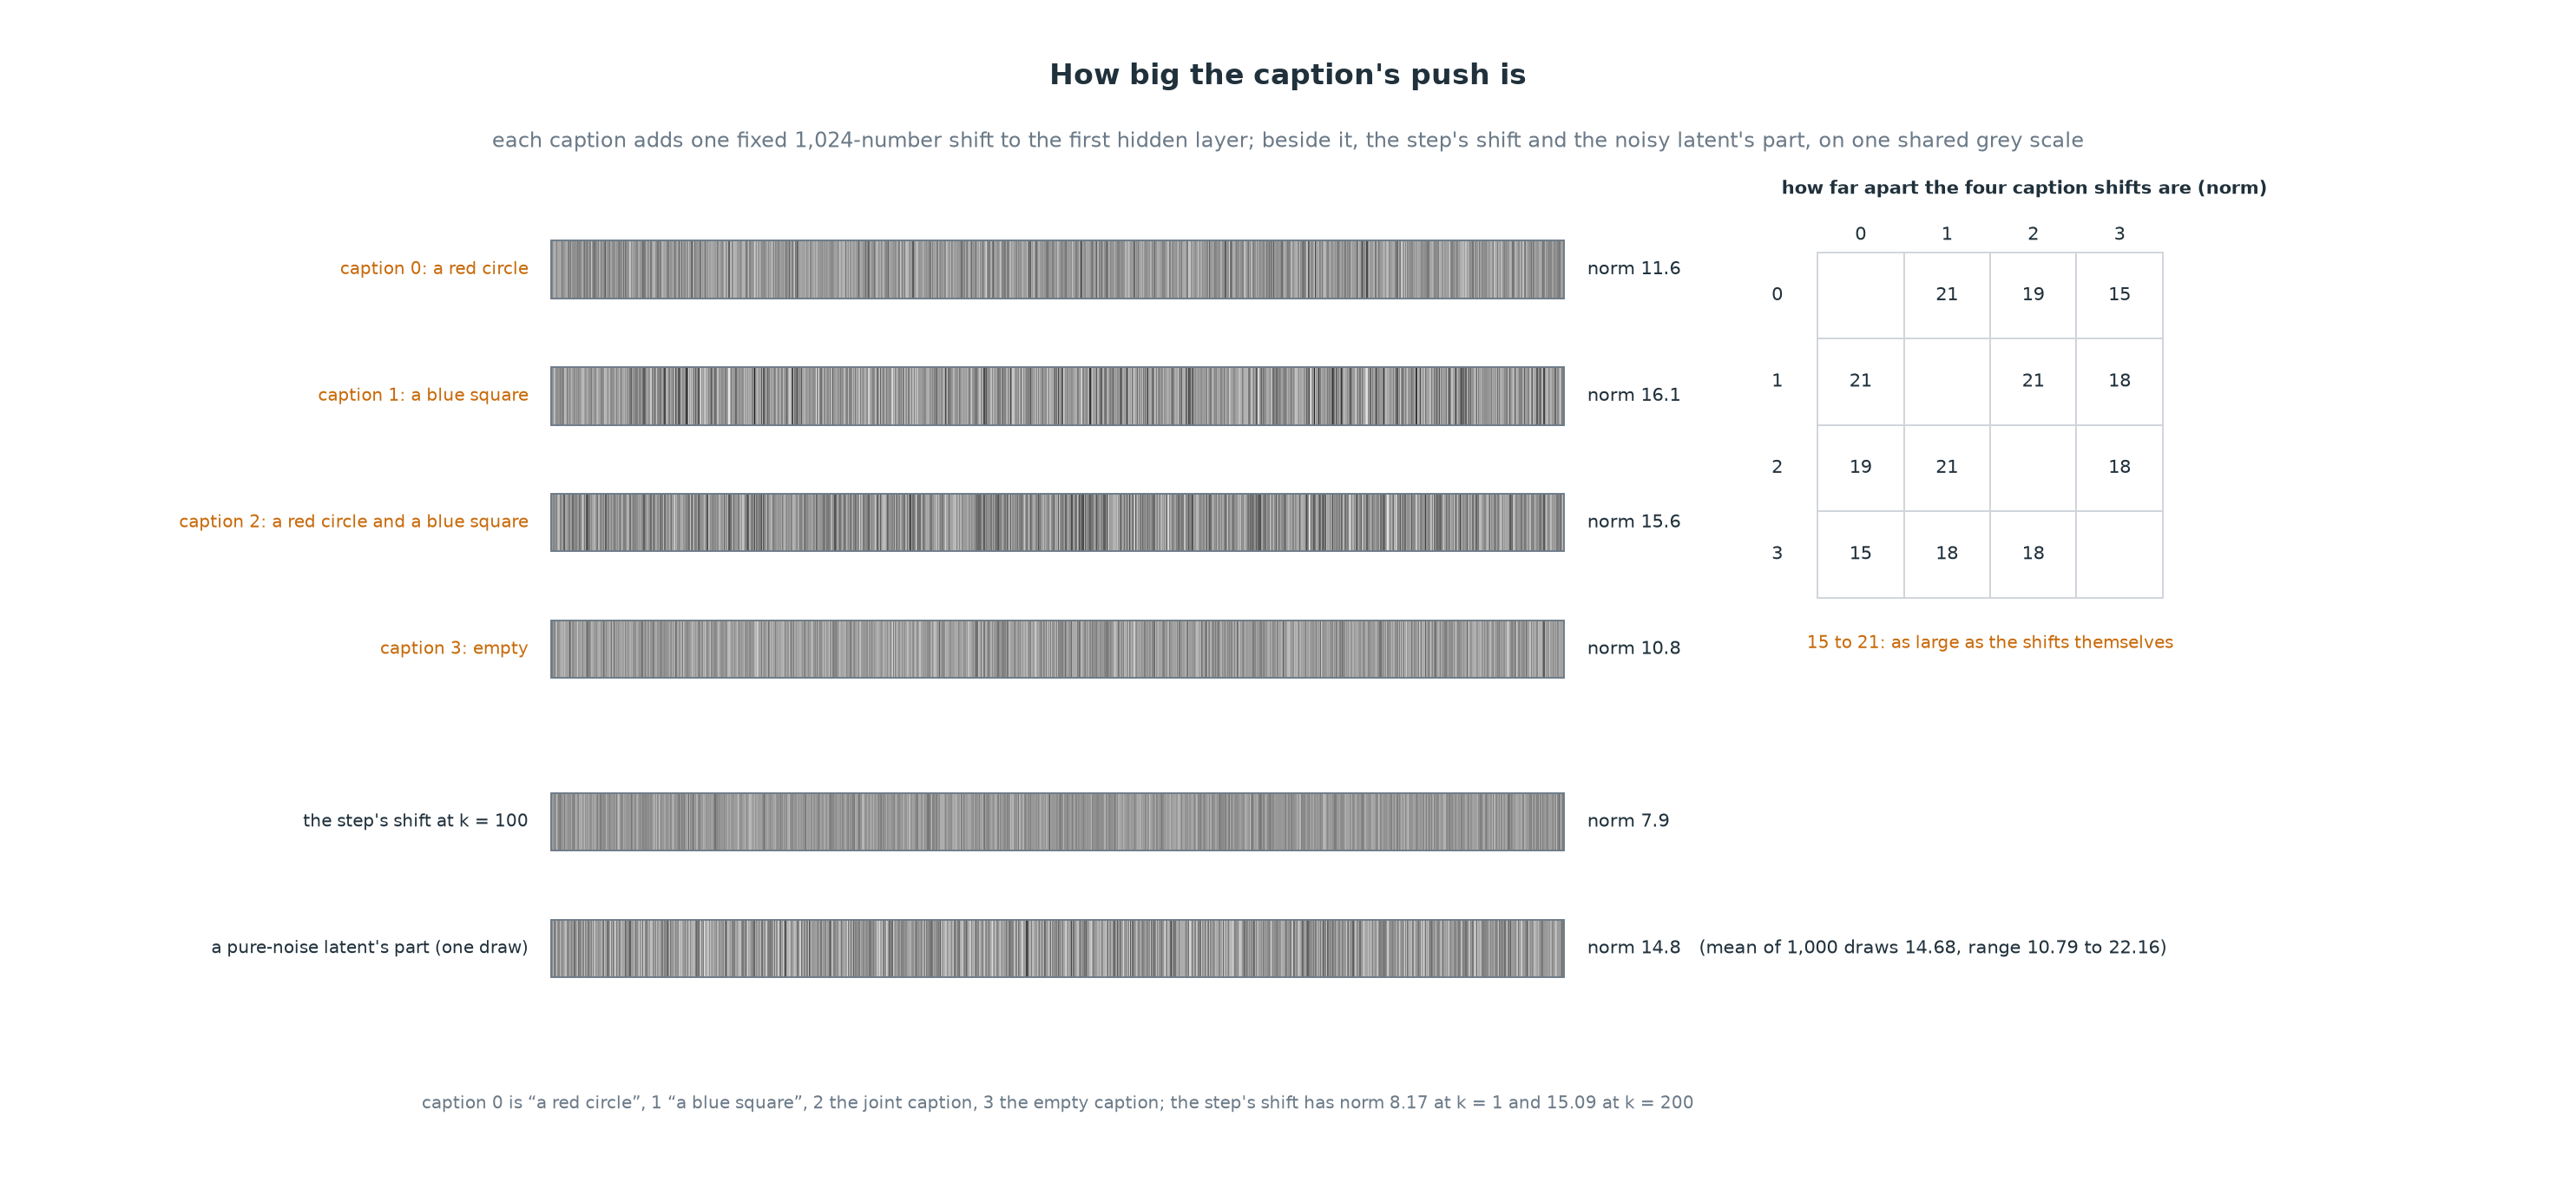 How big the caption's push is
each caption adds one fixed 1,024-number shift to the first hidden layer; beside it, the step's shift and the noisy latent's part, on one shared grey scale
caption 0: a red circle
norm 11.6
caption 1: a blue square
norm 16.1
caption 2: a red circle and a blue square
norm 15.6
caption 3: empty
norm 10.8
the step's shift at k = 100
norm 7.9
a pure-noise latent's part (one draw)
norm 14.8 (mean of 1,000 draws 14.68, range 10.79 to 22.16)
how far apart the four caption shifts are (norm)
0 1 2 3
0 21 19 15
1 21 21 18
2 19 21 18
3 15 18 18
15 to 21: as large as the shifts themselves
caption 0 is “a red circle”, 1 “a blue square”, 2 the joint caption, 3 the empty caption; the step's shift has norm 8.17 at k = 1 and 15.09 at k = 200